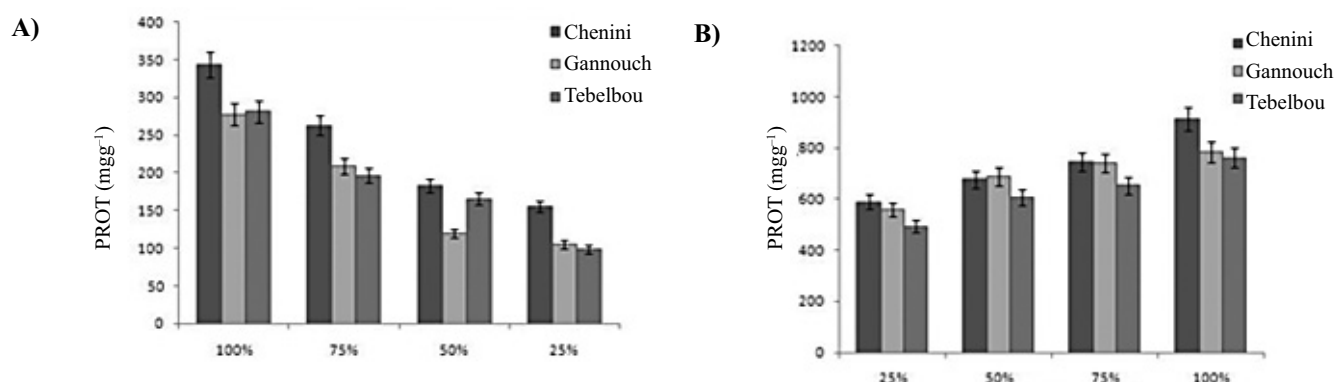 A)
PROT (mgg⁻¹)
400
350
300
250
200
150
100
50
0
100% 75% 50% 25%
Chenini
Gannouch
Tebelbou
B)
PROT (mgg⁻¹)
1200
1000
800
600
400
200
0
25% 50% 75% 100%
Chenini
Gannouch
Tebelbou